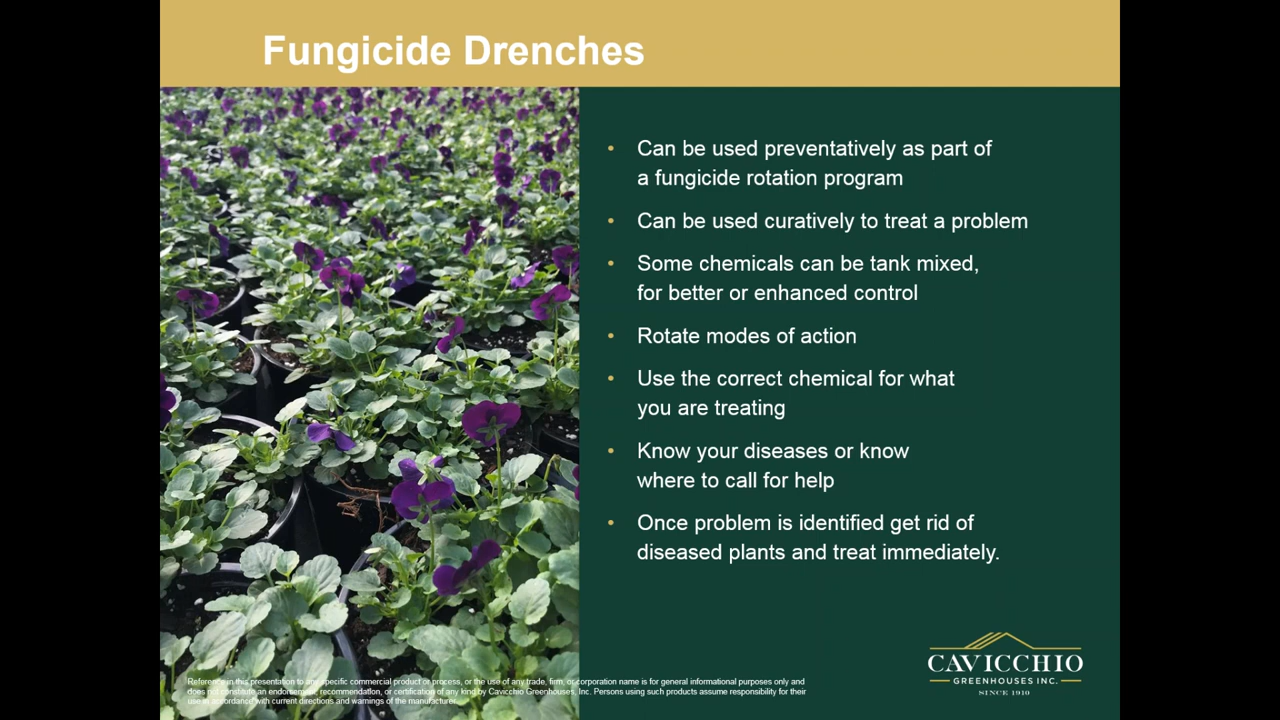 Fungicide Drenches
• Can be used preventatively as part of
a fungicide rotation program
• Can be used curatively to treat a problem
• Some chemicals can be tank mixed,
for better or enhanced control
• Rotate modes of action
• Use the correct chemical for what
you are treating
• Know your diseases or know
where to call for help
• Once problem is identified get rid of
diseased plants and treat immediately.
CAVICCHIO
GREENHOUSES INC.
SINCE 1910
Reference in this presentation to any specific commercial product or process, or the use of any trade, firm, or corporation name is for general informational purposes only and
does not constitute an endorsement, recommendation, or certification of any kind by Cavicchio Greenhouses, Inc. Persons using such products assume responsibility for their
use in accordance with current directions and warnings of the manufacturer.